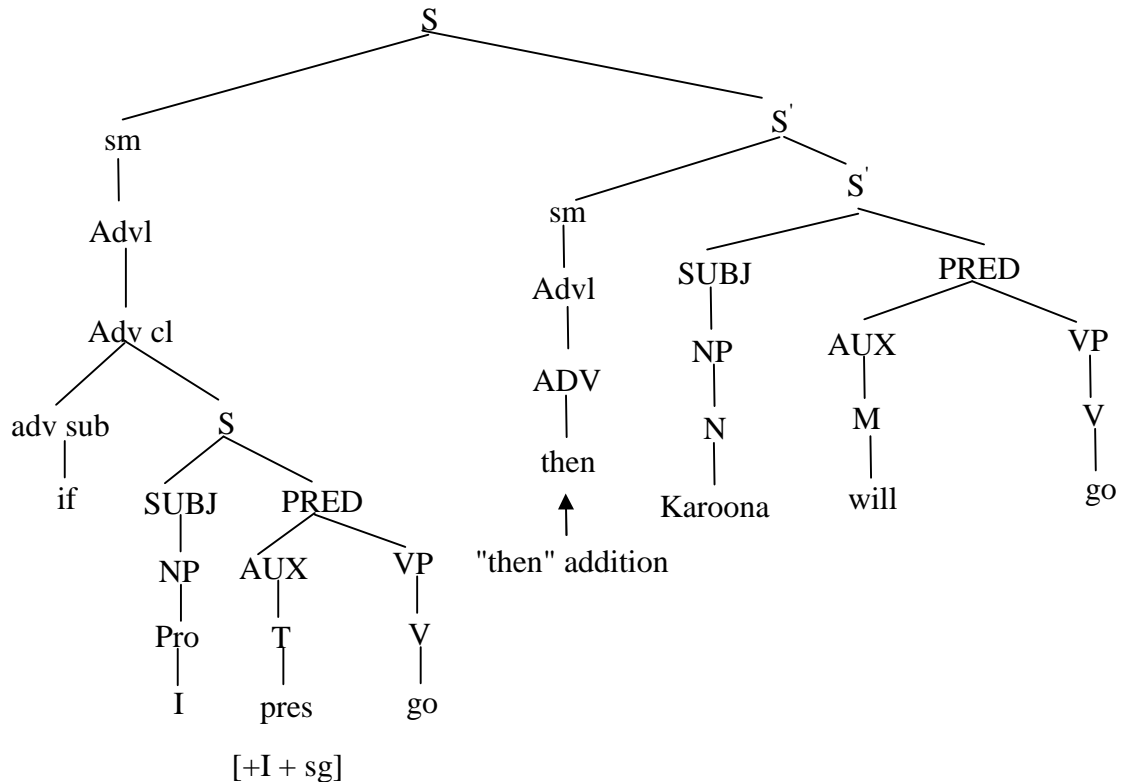 S
sm S'
Advl sm S'
Adv cl Advl SUBJ PRED
adv sub S ADV NP AUX VP
if SUBJ PRED then N M V
NP AUX VP "then" addition Karoona will go
Pro T V
I pres go
[+I + sg]